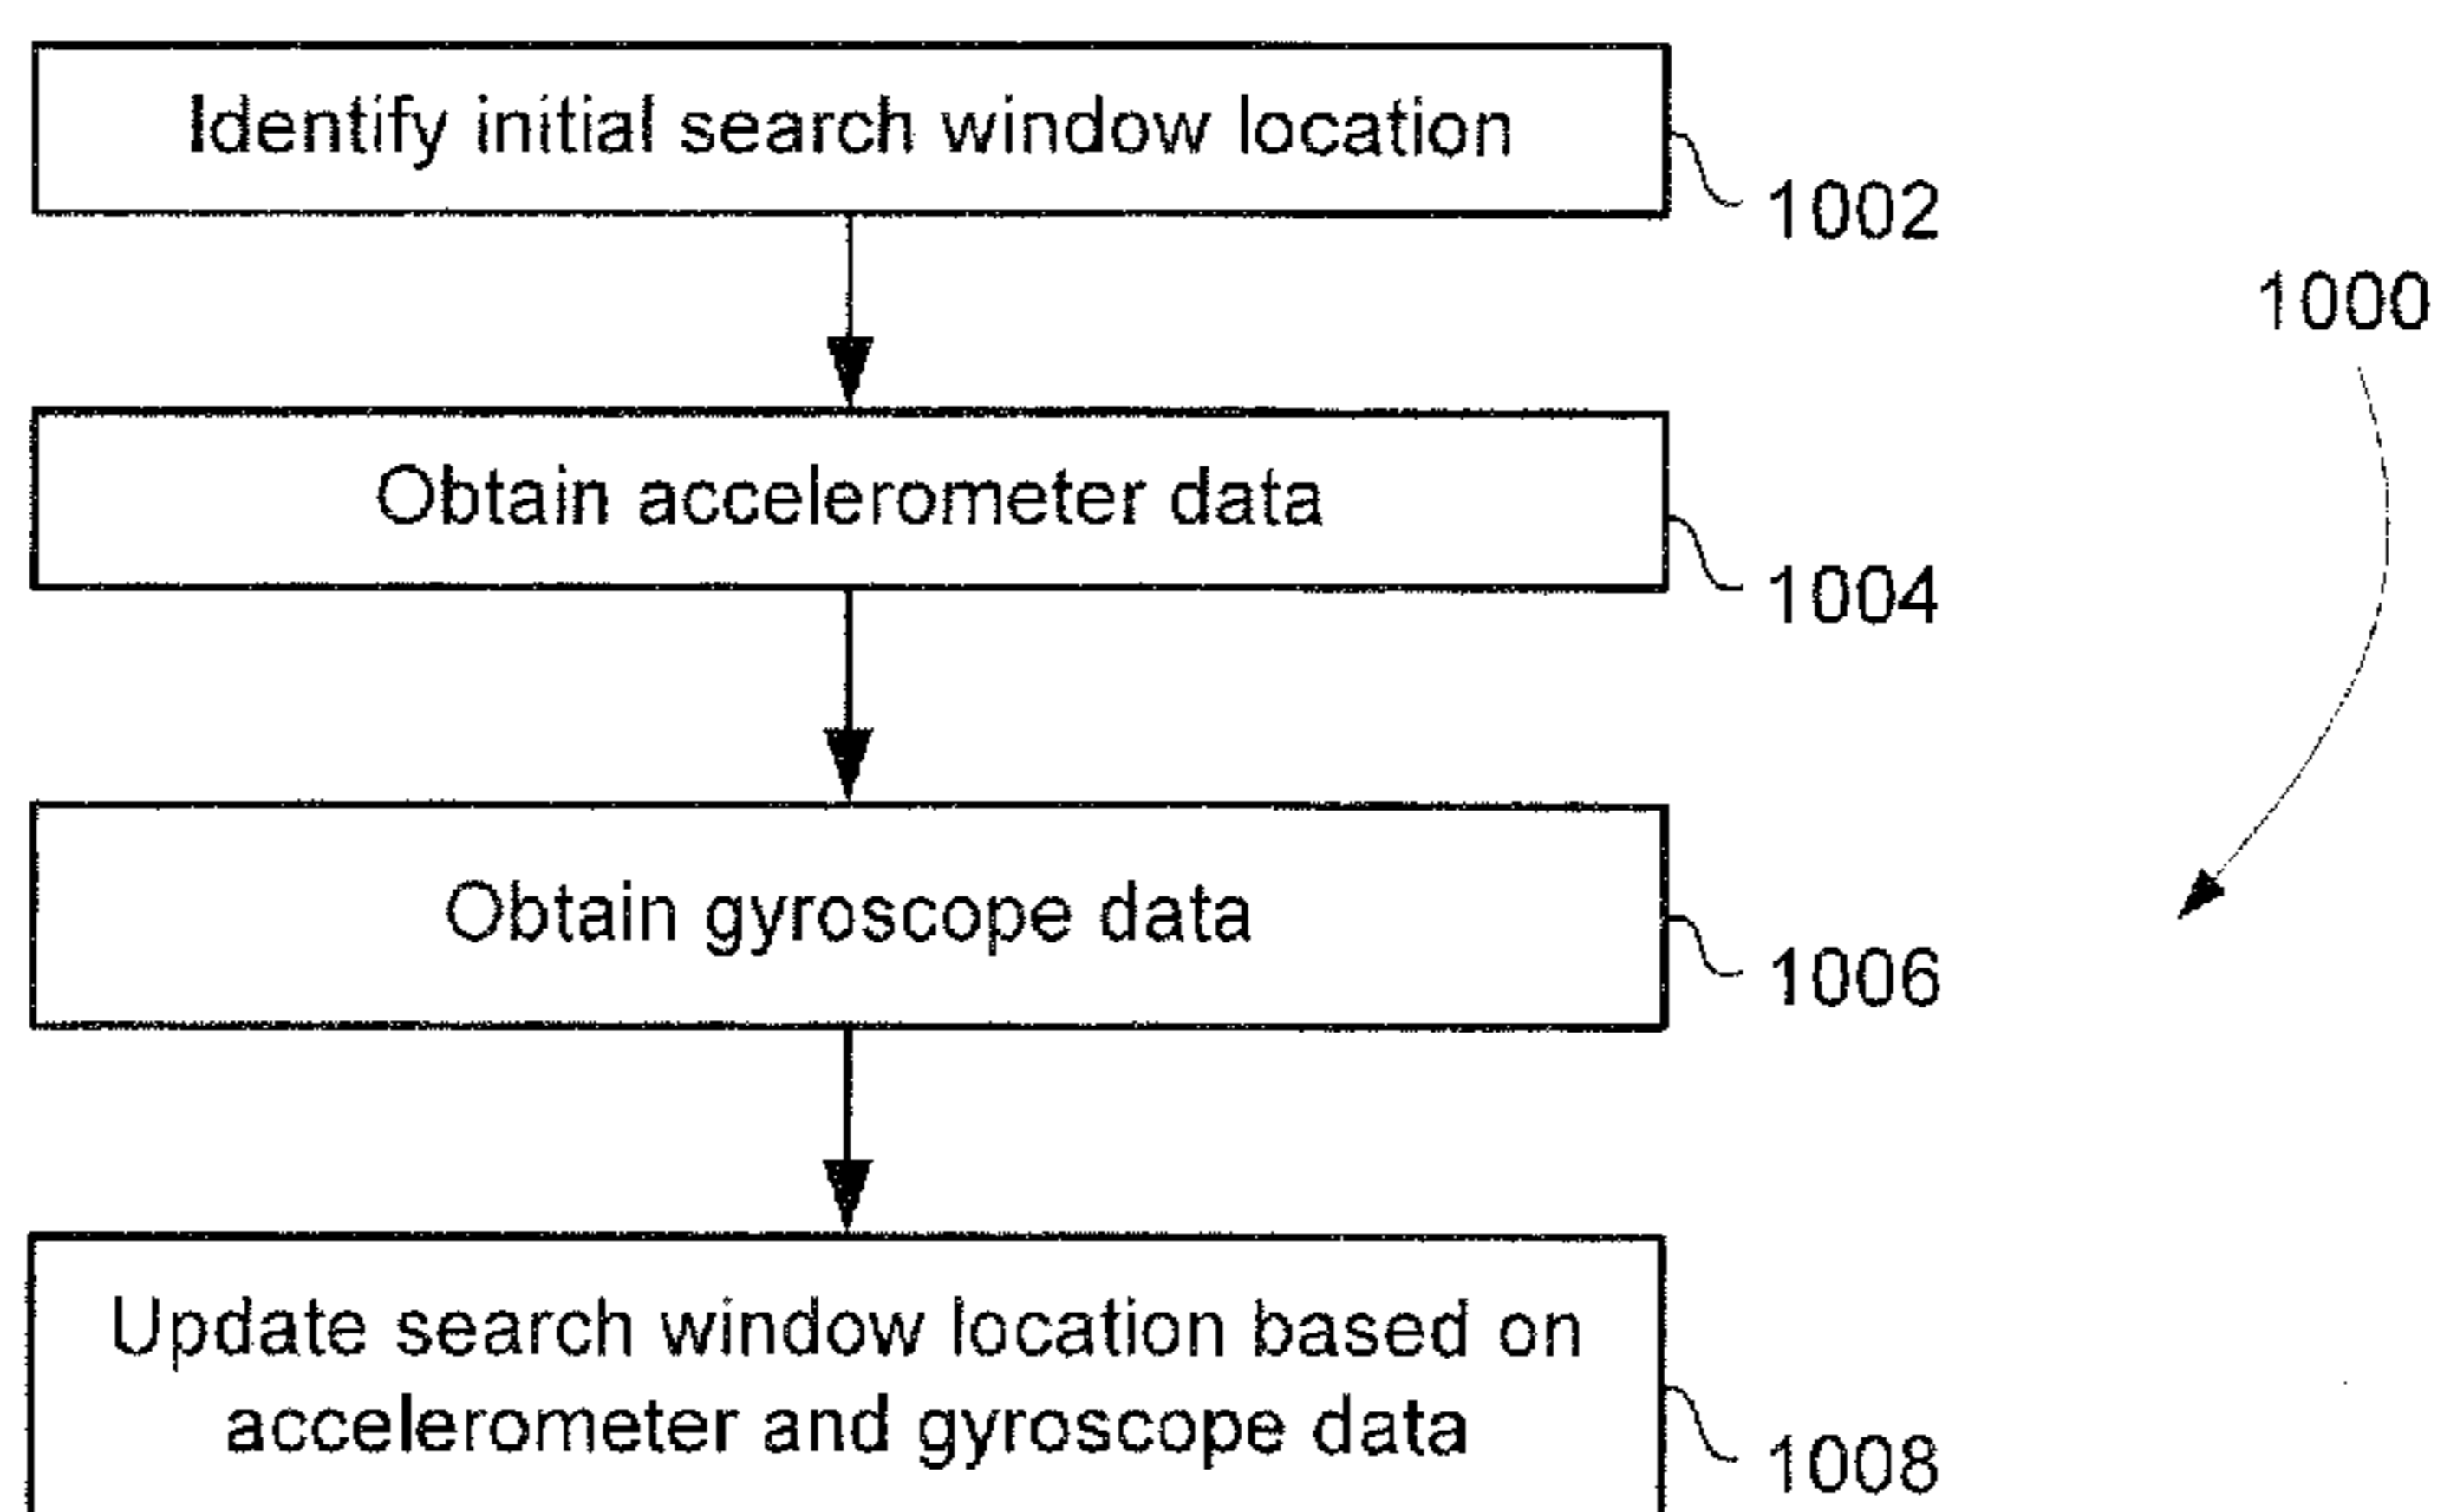 Identify initial search window location
1002
1000
Obtain accelerometer data
1004
Obtain gyroscope data
1006
Update search window location based on
accelerometer and gyroscope data
1008